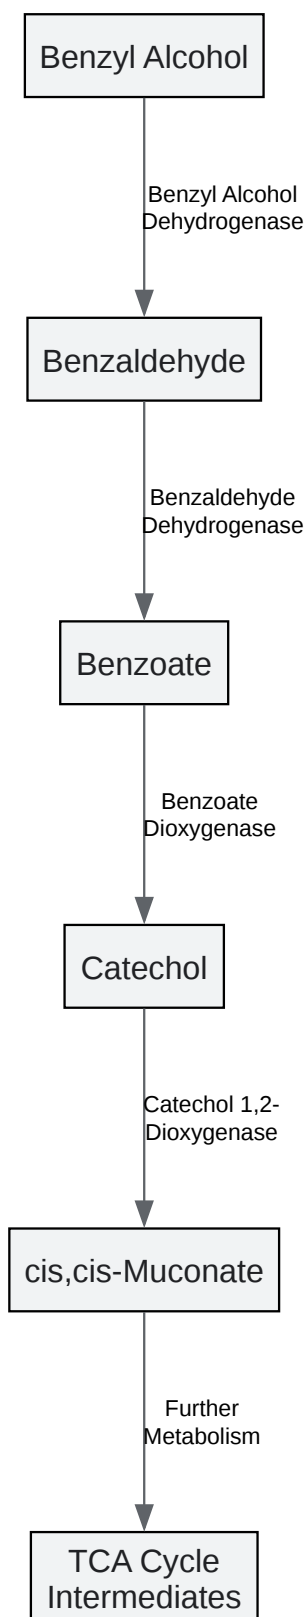 Benzyl Alcohol
Benzyl Alcohol
Dehydrogenase
Benzaldehyde
Benzaldehyde
Dehydrogenase
Benzoate
Benzoate
Dioxygenase
Catechol
Catechol 1,2-
Dioxygenase
cis,cis-Muconate
Further
Metabolism
TCA Cycle
Intermediates